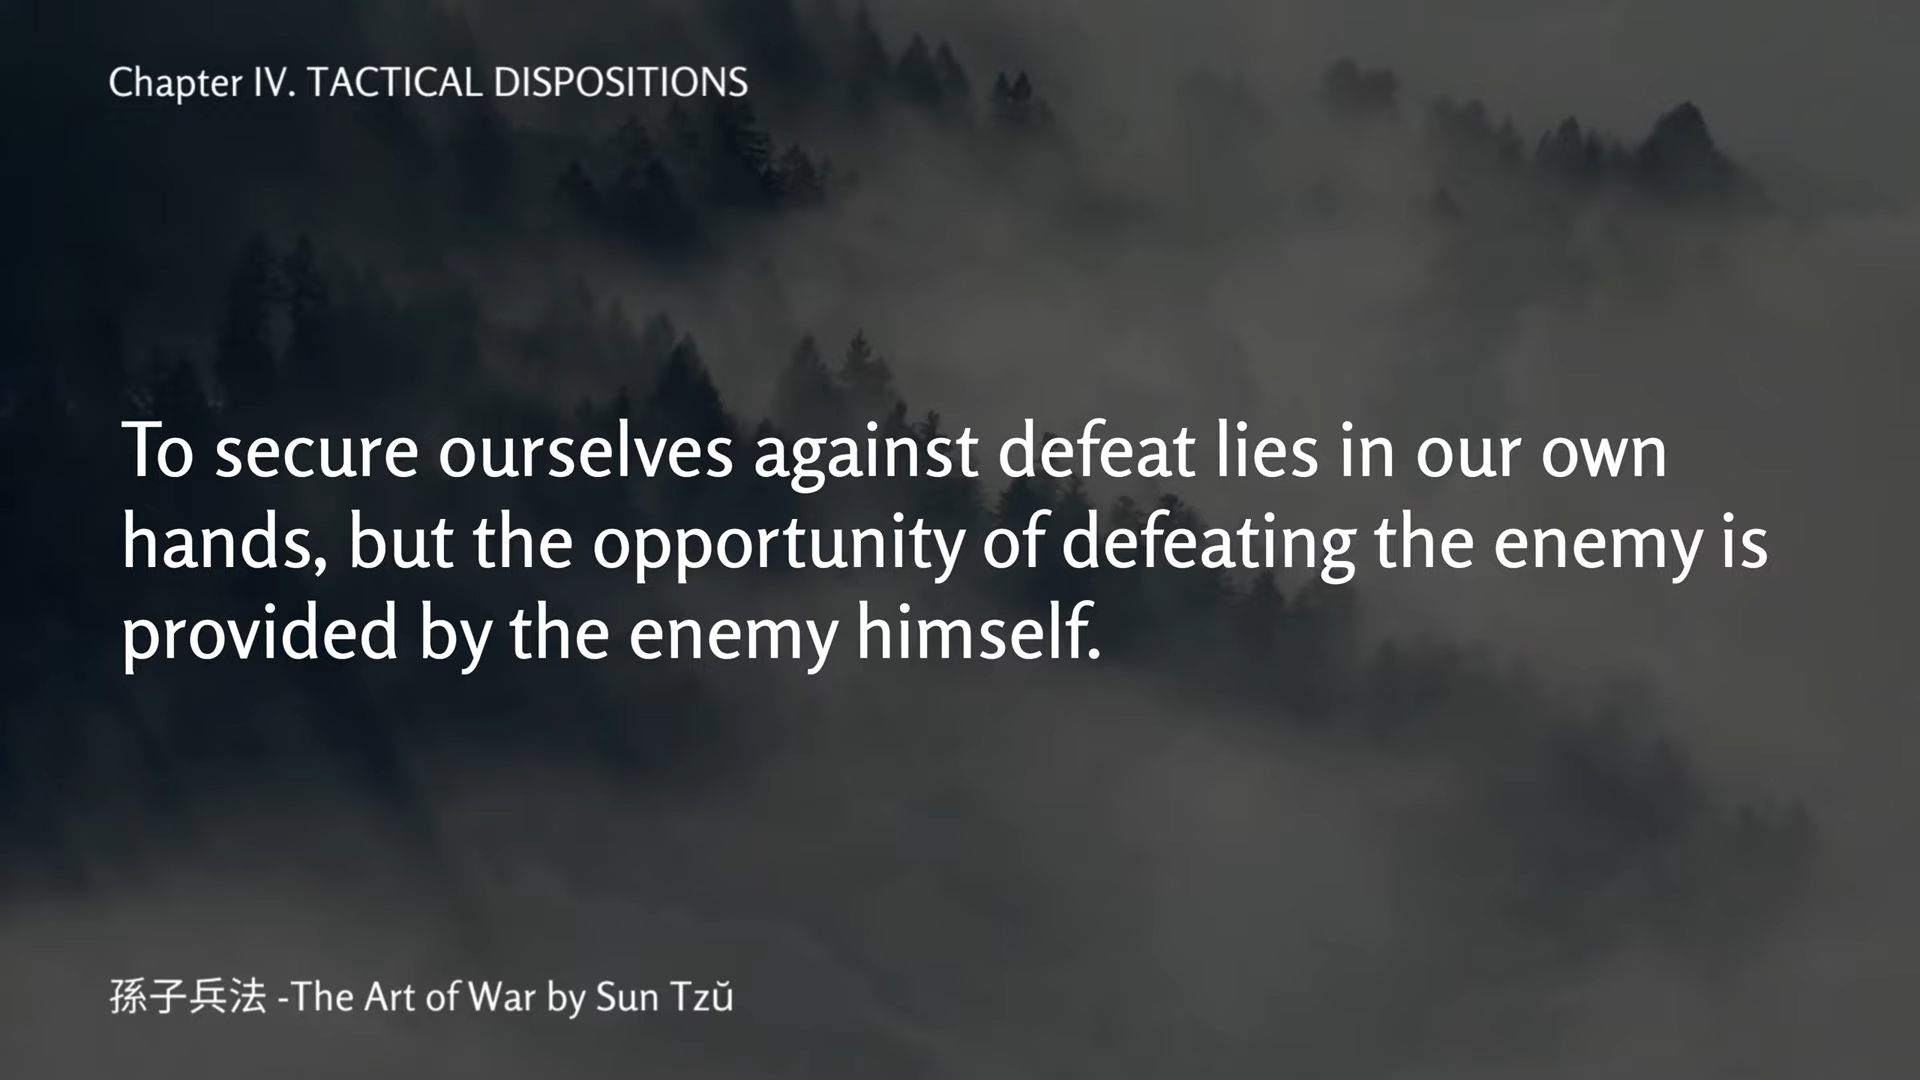 Chapter IV. TACTICAL DISPOSITIONS
To secure ourselves against defeat lies in our own
hands, but the opportunity of defeating the enemy is
provided by the enemy himself.
孫子兵法 -The Art of War by Sun Tzŭ